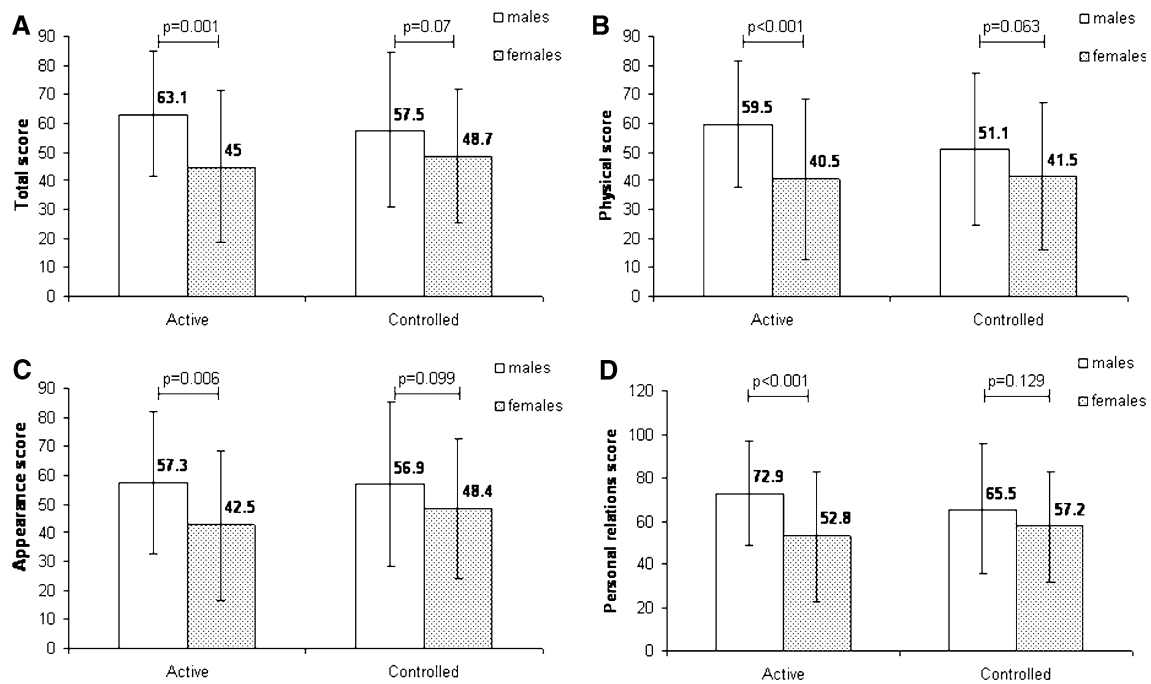 A
Total score
90
80
70
60
50
40
30
20
10
0
p=0.001
p=0.07
males
females
63.1
45
57.5
48.7
Active
Controlled
B
Physical score
90
80
70
60
50
40
30
20
10
0
p<0.001
p=0.063
males
females
59.5
40.5
51.1
41.5
Active
Controlled
C
Appearance score
90
80
70
60
50
40
30
20
10
0
p=0.006
p=0.099
males
females
57.3
42.5
56.9
48.4
Active
Controlled
D
Personal relations score
120
100
80
60
40
20
0
p<0.001
p=0.129
males
females
72.9
52.8
65.5
57.2
Active
Controlled